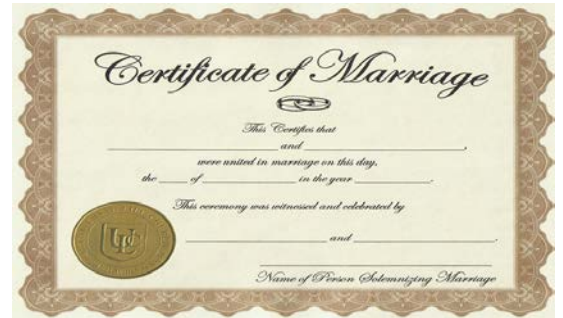 Certificate of Marriage
This Certifies that
and ,
were united in marriage on this day,
the of in the year .
This ceremony was witnessed and celebrated by
and .
Name of Person Solemnizing Marriage